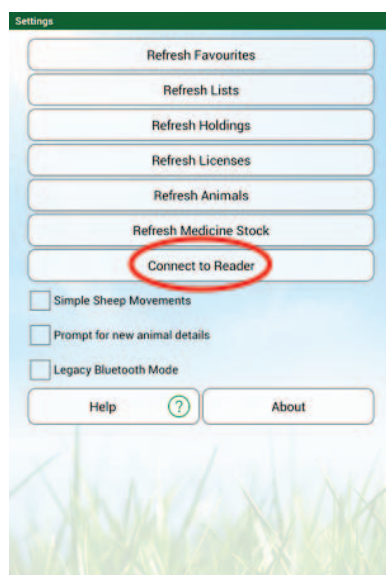 Settings
Refresh Favourites
Refresh Lists
Refresh Holdings
Refresh Licenses
Refresh Animals
Refresh Medicine Stock
Connect to Reader
Simple Sheep Movements
Prompt for new animal details
Legacy Bluetooth Mode
Help ? About